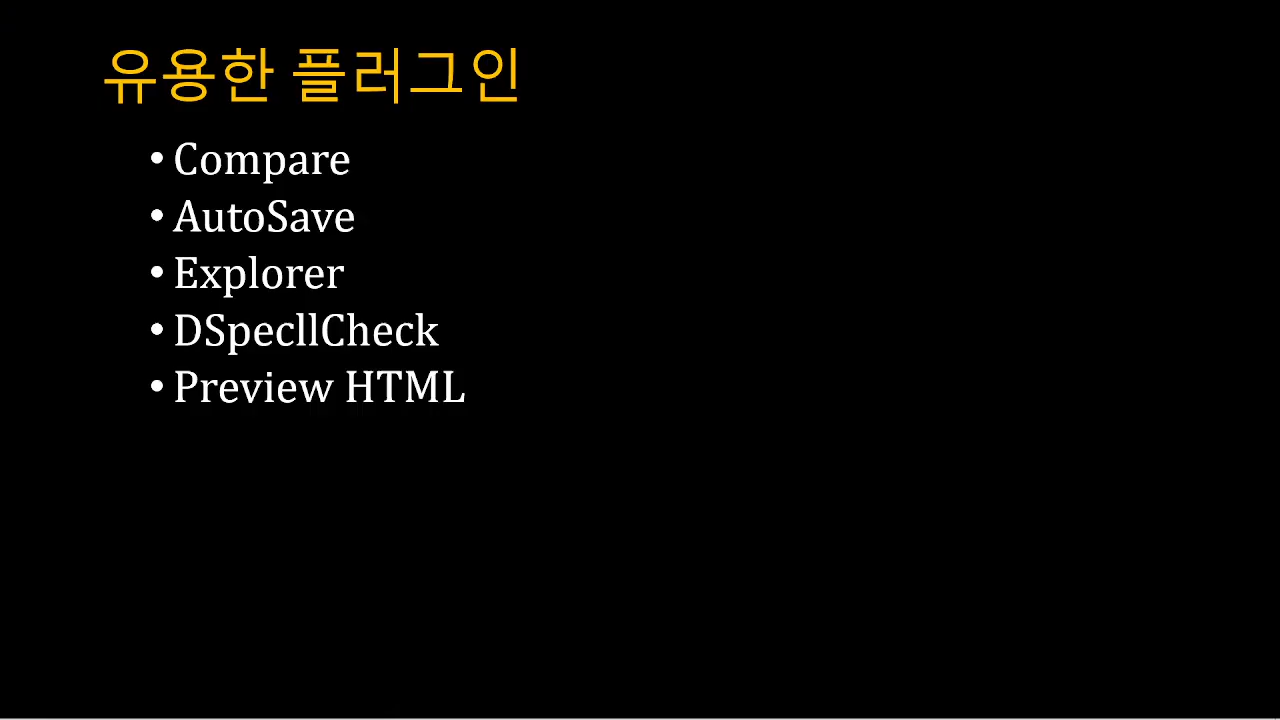 유용한 플러그인
• Compare
• AutoSave
• Explorer
• DSpecllCheck
• Preview HTML